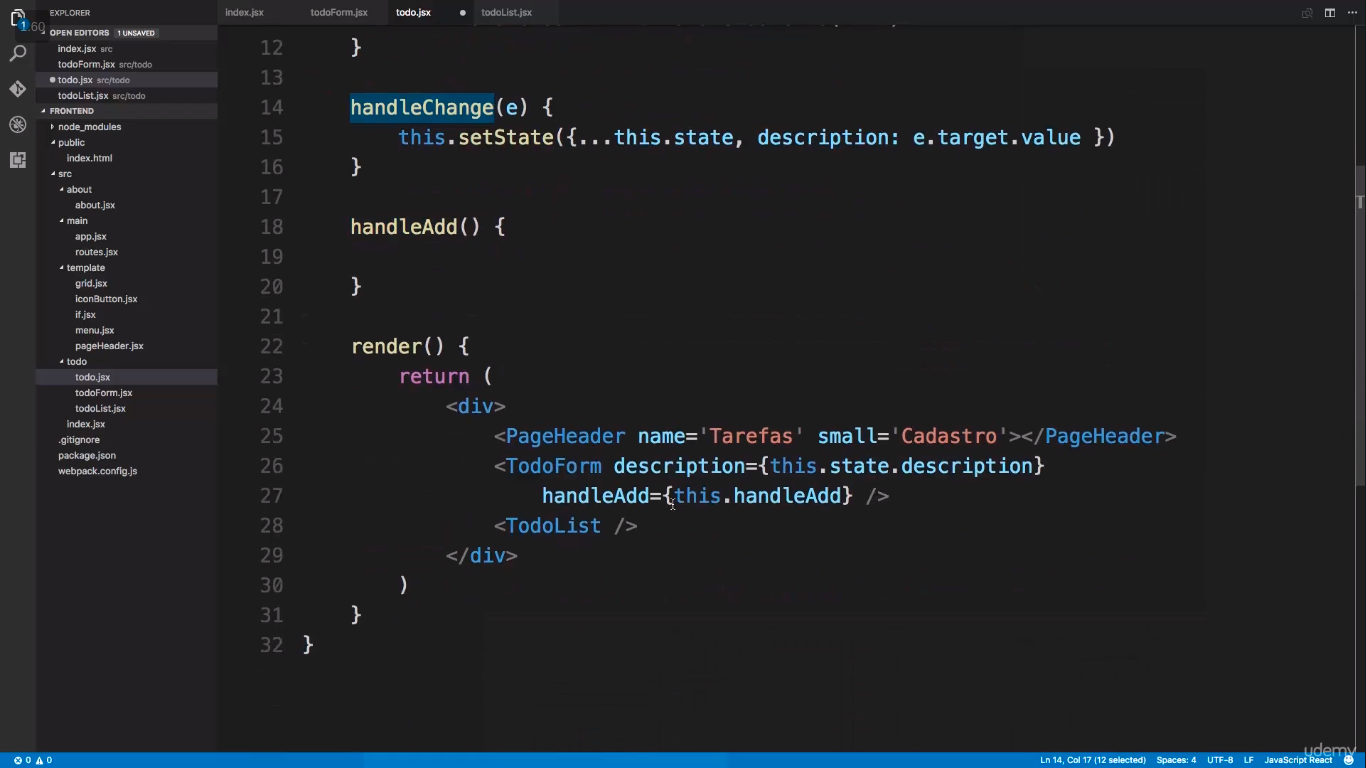 EXPLORER
index.jsx
todoForm.jsx
todo.jsx
todoList.jsx
1
1.60
OPEN EDITORS 1 UNSAVED
index.jsx src
todoForm.jsx src/todo
todo.jsx src/todo
todoList.jsx src/todo
FRONTEND
node_modules
public
index.html
src
about
about.jsx
main
app.jsx
routes.jsx
template
grid.jsx
iconButton.jsx
if.jsx
menu.jsx
pageHeader.jsx
todo
todo.jsx
todoForm.jsx
todoList.jsx
index.jsx
.gitignore
package.json
webpack.config.js
12 }
13
14 handleChange(e) {
15 this.setState({...this.state, description: e.target.value })
16 }
17
18 handleAdd() {
19
20 }
21
22 render() {
23 return (
24 <div>
25 <PageHeader name='Tarefas' small='Cadastro'></PageHeader>
26 <TodoForm description={this.state.description}
27 handleAdd={this.handleAdd} />
28 <TodoList />
29 </div>
30 )
31 }
32 }
udemy
0 0
Ln 14, Col 17 (12 selected) Spaces: 4 UTF-8 LF JavaScript React